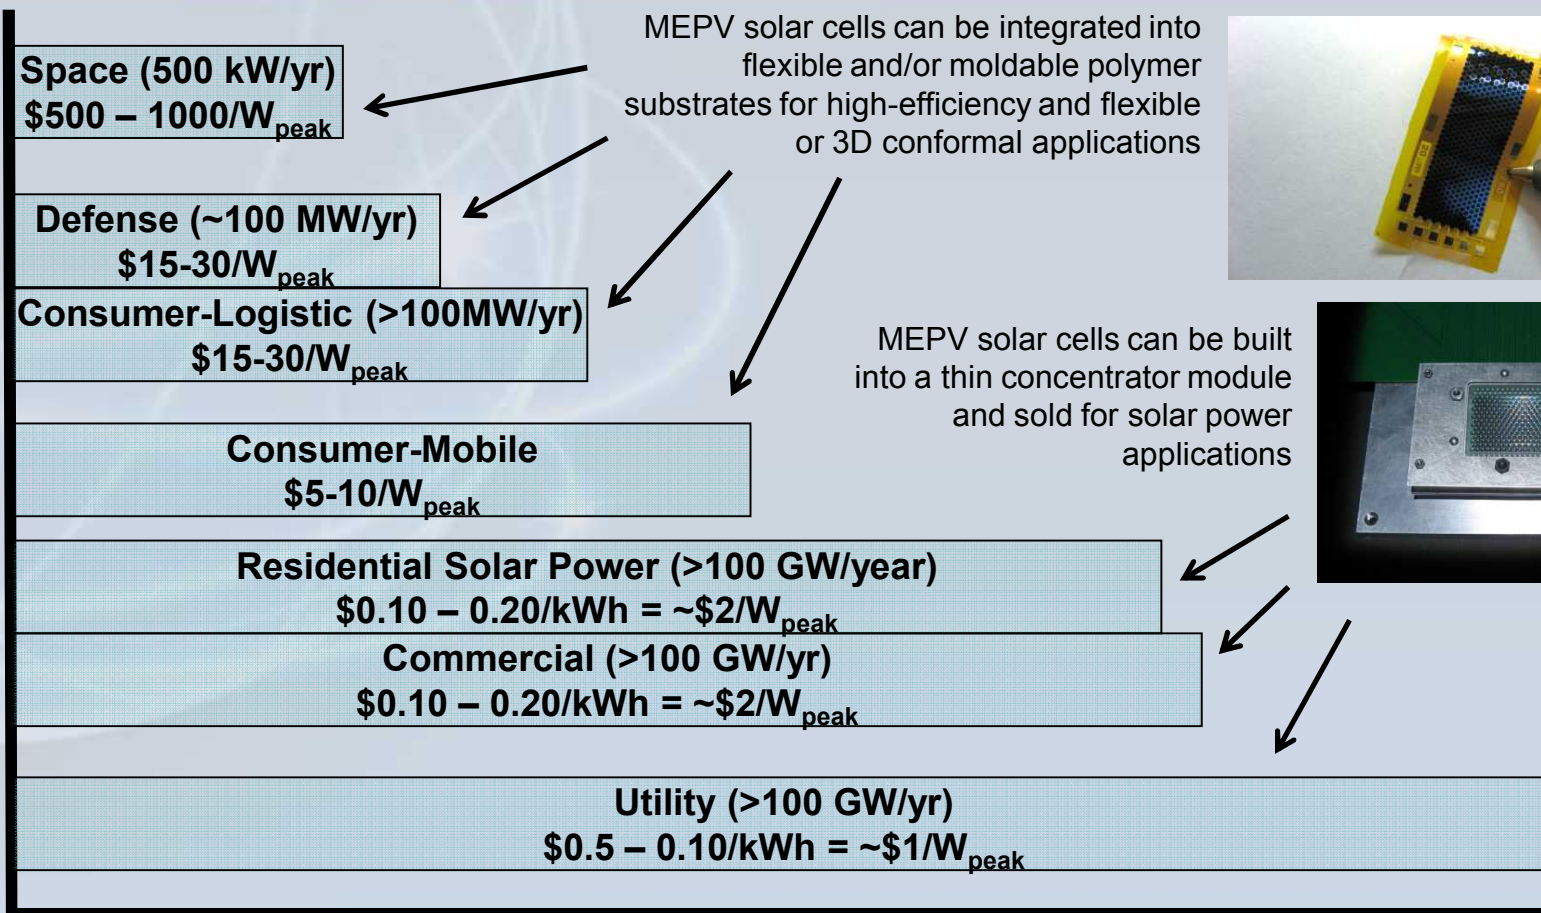 MEPV solar cells can be integrated into
flexible and/or moldable polymer
substrates for high-efficiency and flexible
or 3D conformal applications
Space (500 kW/yr)
$500 – 1000/Wpeak
Defense (~100 MW/yr)
$15-30/Wpeak
Consumer-Logistic (>100MW/yr)
$15-30/Wpeak
MEPV solar cells can be built
into a thin concentrator module
and sold for solar power
applications
Consumer-Mobile
$5-10/Wpeak
Residential Solar Power (>100 GW/year)
$0.10 – 0.20/kWh = ~$2/Wpeak
Commercial (>100 GW/yr)
$0.10 – 0.20/kWh = ~$2/Wpeak
Utility (>100 GW/yr)
$0.5 – 0.10/kWh = ~$1/Wpeak